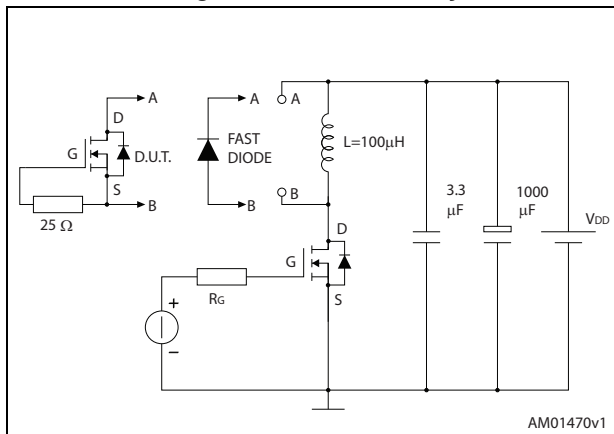 A
D
G
D.U.T.
S
B
25 Ω
A
FAST
DIODE
B
A
L=100μH
B
D
G
S
RG
+
−
3.3
μF
1000
μF
VDD
AM01470v1